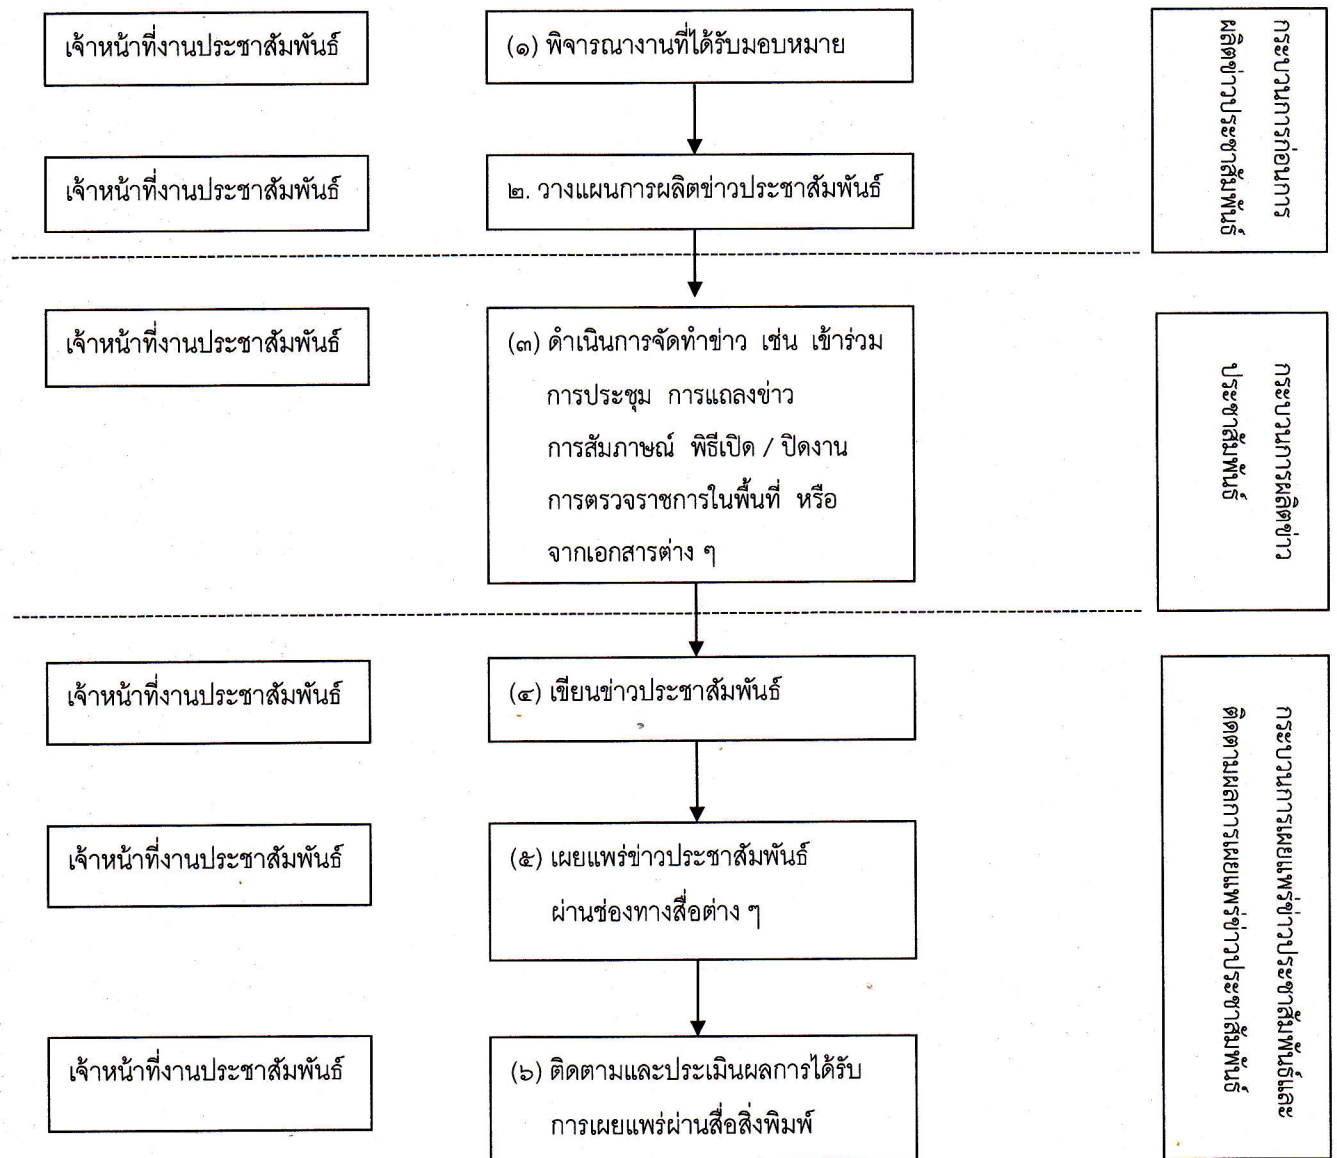 เจ้าหน้าที่งานประชาสัมพันธ์
(๑) พิจารณางานที่ได้รับมอบหมาย
กระบวนการก่อนการ
ผลิตข่าวประชาสัมพันธ์
เจ้าหน้าที่งานประชาสัมพันธ์
๒. วางแผนการผลิตข่าวประชาสัมพันธ์
เจ้าหน้าที่งานประชาสัมพันธ์
(๓) ดำเนินการจัดทำข่าว เช่น เข้าร่วม
การประชุม การแถลงข่าว
การสัมภาษณ์ พิธีเปิด / ปิดงาน
การตรวจราชการในพื้นที่ หรือ
จากเอกสารต่าง ๆ
กระบวนการผลิตข่าว
ประชาสัมพันธ์
เจ้าหน้าที่งานประชาสัมพันธ์
(๔) เขียนข่าวประชาสัมพันธ์
เจ้าหน้าที่งานประชาสัมพันธ์
(๕) เผยแพร่ข่าวประชาสัมพันธ์
ผ่านช่องทางสื่อต่าง ๆ
กระบวนการเผยแพร่ข่าวประชาสัมพันธ์และ
ติดตามผลการเผยแพร่ข่าวประชาสัมพันธ์
เจ้าหน้าที่งานประชาสัมพันธ์
(๖) ติดตามและประเมินผลการได้รับ
การเผยแพร่ผ่านสื่อสิ่งพิมพ์